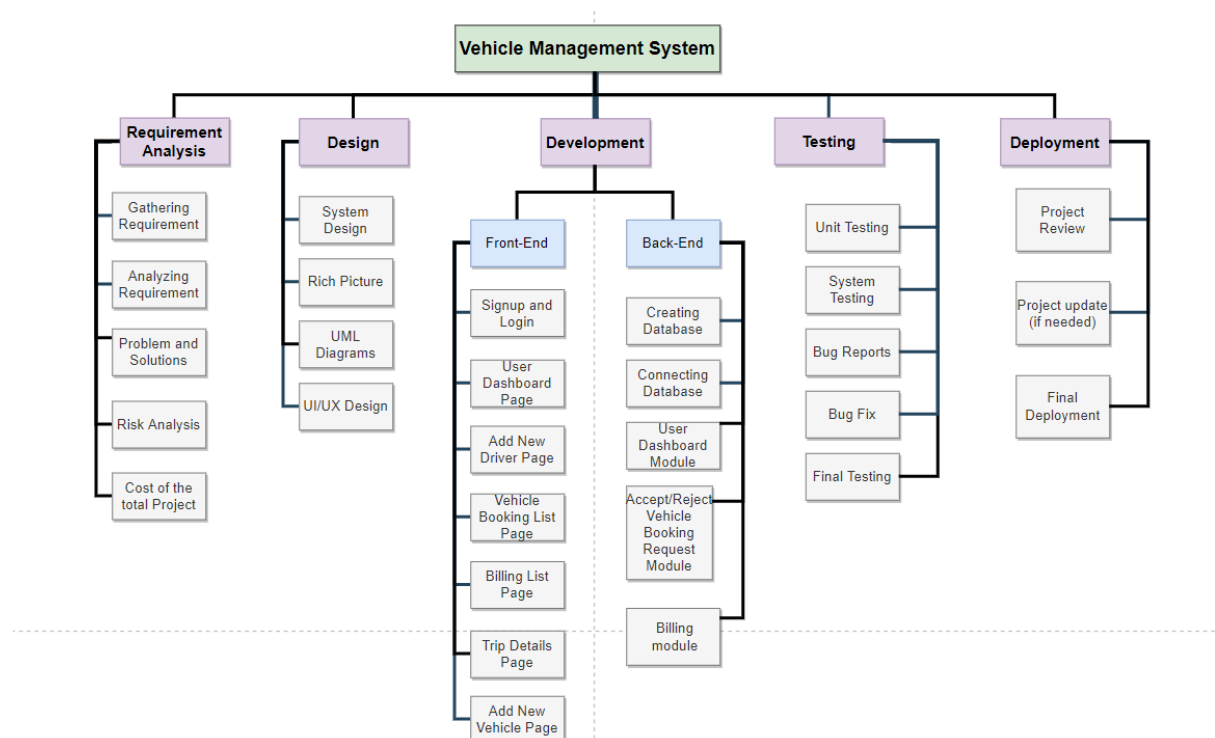 Vehicle Management System
Requirement
Analysis
Gathering
Requirement
Analyzing
Requirement
Problem and
Solutions
Risk Analysis
Cost of the
total Project
Design
System
Design
Rich Picture
UML
Diagrams
UI/UX Design
Development
Front-End
Signup and
Login
User
Dashboard
Page
Add New
Driver Page
Vehicle
Booking List
Page
Billing List
Page
Trip Details
Page
Add New
Vehicle Page
Back-End
Creating
Database
Connecting
Database
User
Dashboard
Module
Accept/Reject
Vehicle
Booking
Request
Module
Billing
module
Testing
Unit Testing
System
Testing
Bug Reports
Bug Fix
Final Testing
Deployment
Project
Review
Project update
(if needed)
Final
Deployment